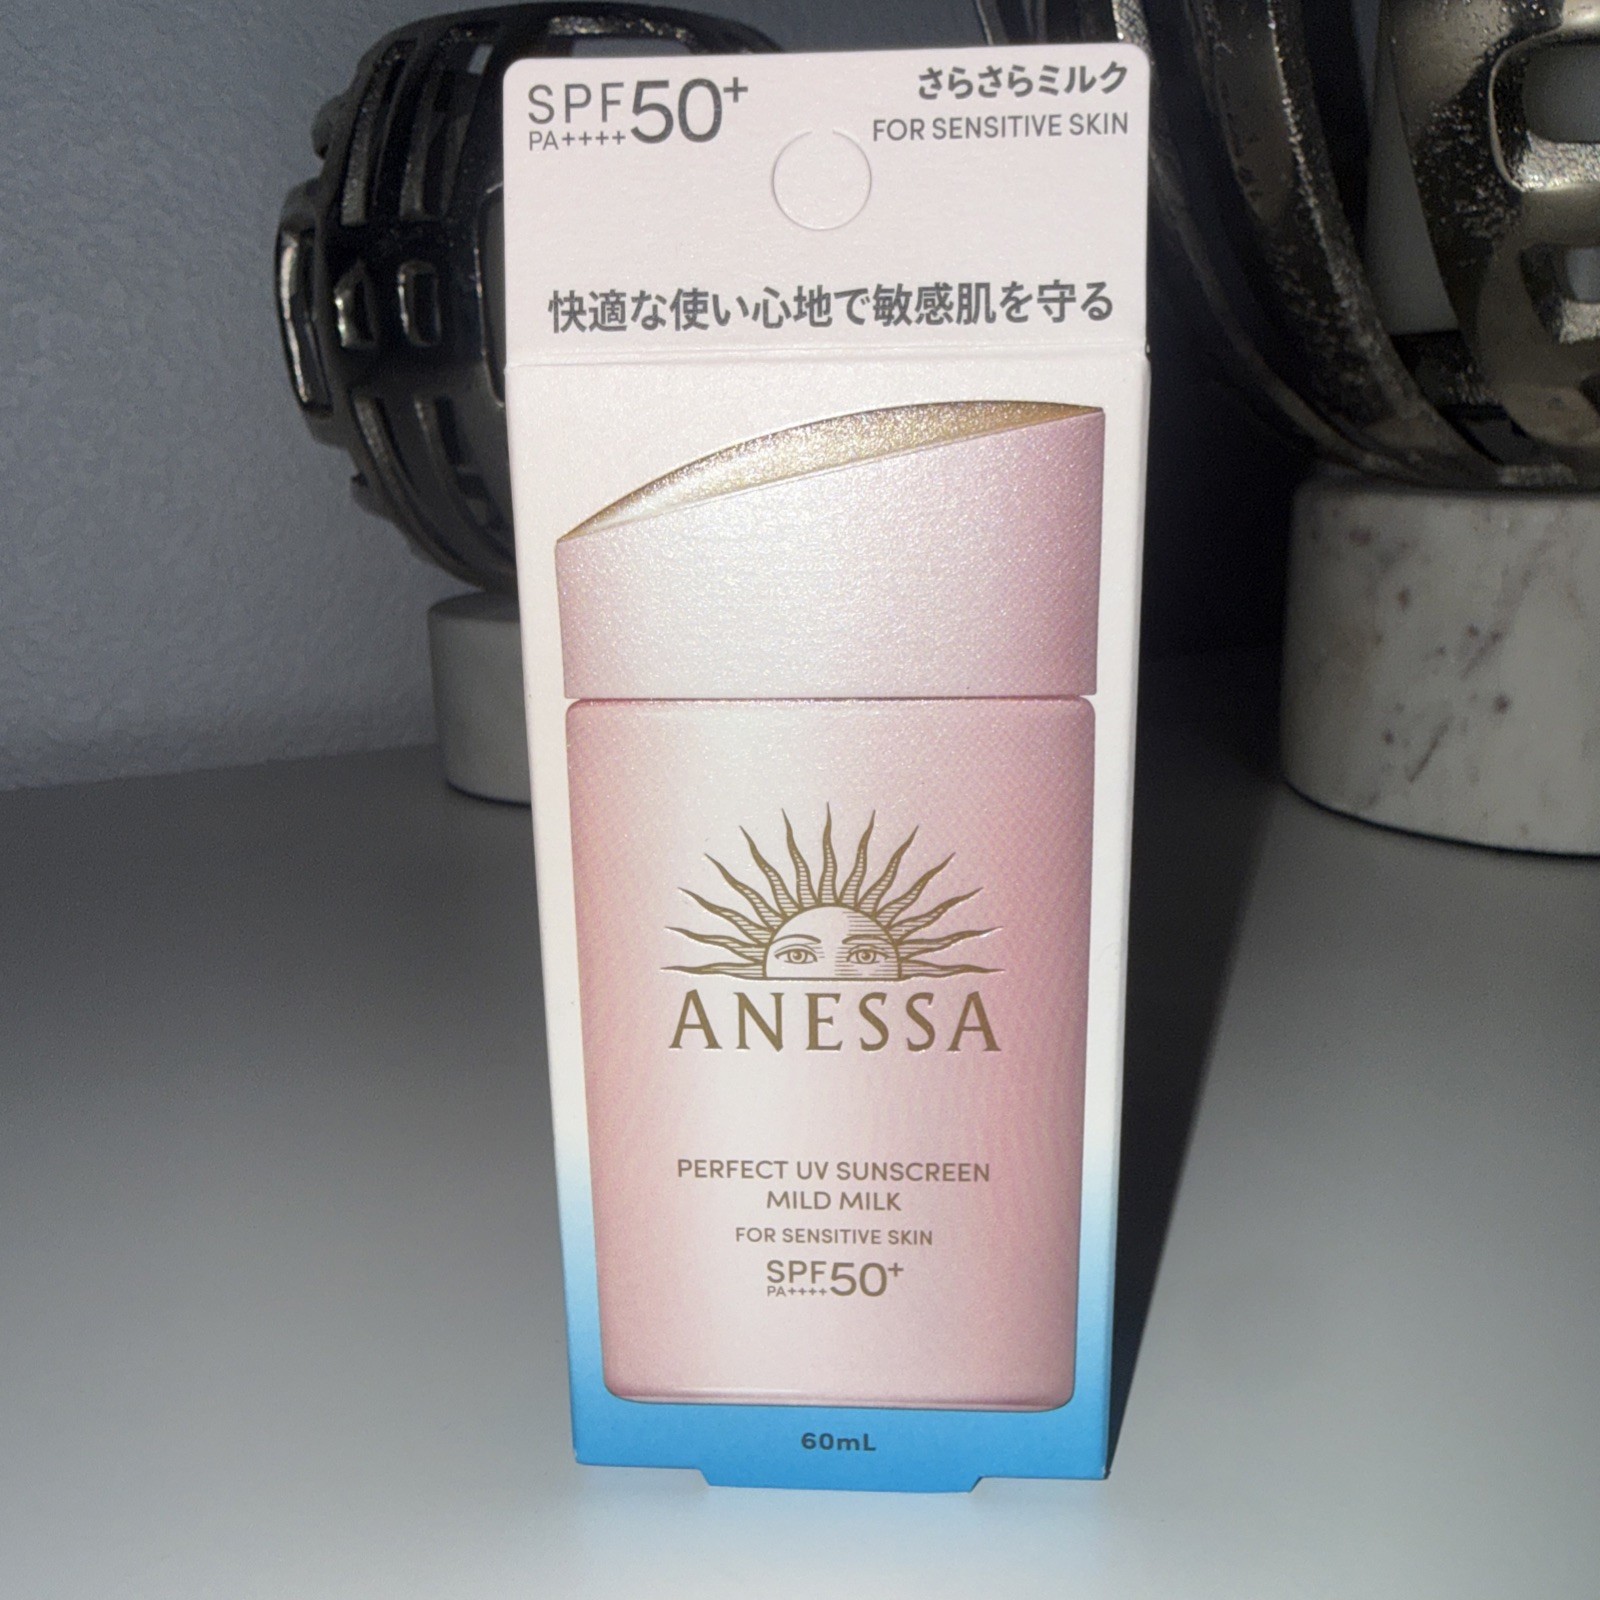 SPF50+
PA++++
さらさらミルク
FOR SENSITIVE SKIN
快適な使い心地で敏感肌を守る
ANESSA
PERFECT UV SUNSCREEN
MILD MILK
FOR SENSITIVE SKIN
SPF50+
PA++++
60mL